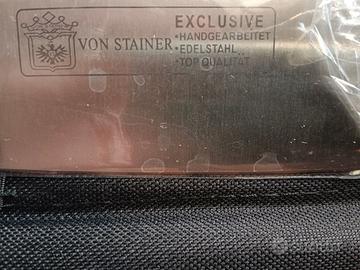 VON STAINER
EXCLUSIVE
•HANDGEARBEITET
•EDELSTAHL
•TOP QUALITÄT